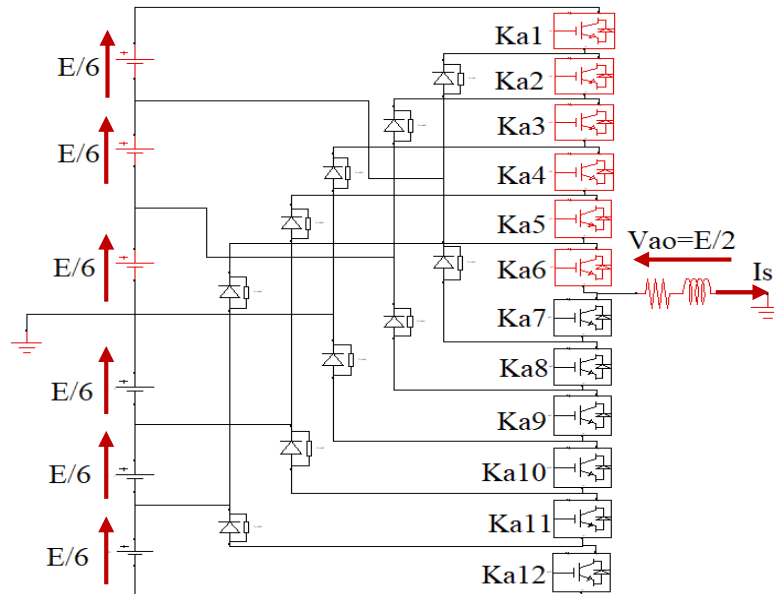 E/6
E/6
E/6
E/6
E/6
E/6
Ka1
Ka2
Ka3
Ka4
Ka5
Ka6
Ka7
Ka8
Ka9
Ka10
Ka11
Ka12
Vao=E/2
Is